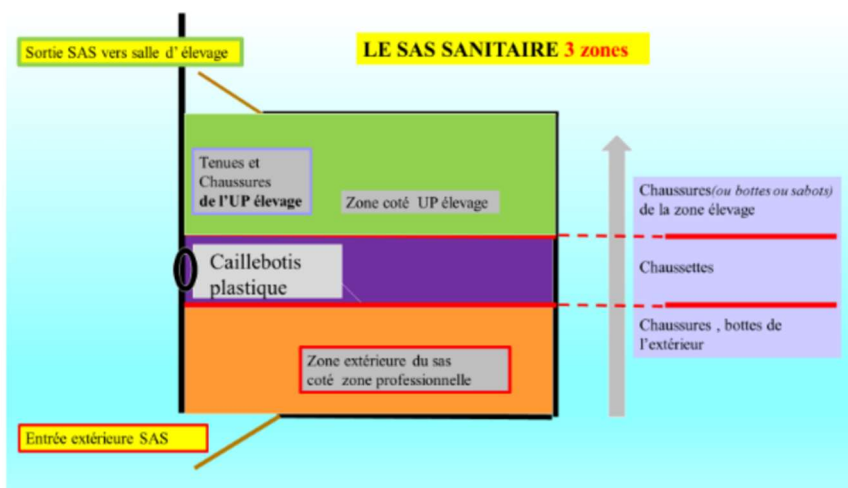 LE SAS SANITAIRE 3 zones
Sortie SAS vers salle d' élevage
Tenues et
Chaussures
de l'UP élevage
Zone coté UP élevage
Caillebotis
plastique
Zone extérieure du sas
coté zone professionnelle
Entrée extérieure SAS
Chaussures(ou bottes ou sabots)
de la zone élevage
Chaussettes
Chaussures , bottes de
l'extérieur